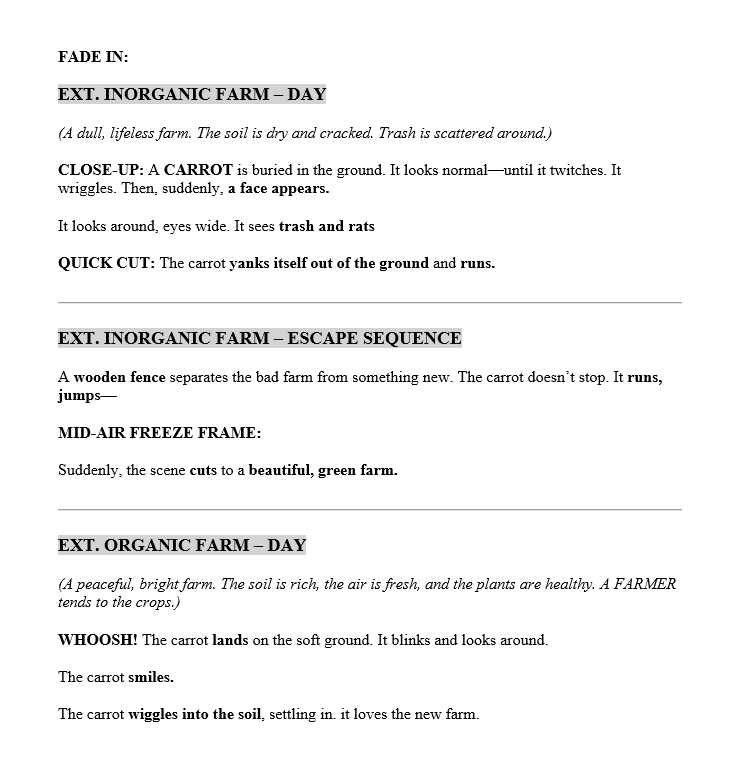 FADE IN:
EXT. INORGANIC FARM – DAY
(A dull, lifeless farm. The soil is dry and cracked. Trash is scattered around.)
CLOSE-UP: A CARROT is buried in the ground. It looks normal—until it twitches. It
wriggles. Then, suddenly, a face appears.
It looks around, eyes wide. It sees trash and rats
QUICK CUT: The carrot yanks itself out of the ground and runs.
EXT. INORGANIC FARM – ESCAPE SEQUENCE
A wooden fence separates the bad farm from something new. The carrot doesn’t stop. It runs,
jumps—
MID-AIR FREEZE FRAME:
Suddenly, the scene cuts to a beautiful, green farm.
EXT. ORGANIC FARM – DAY
(A peaceful, bright farm. The soil is rich, the air is fresh, and the plants are healthy. A FARMER
tends to the crops.)
WHOOSH! The carrot lands on the soft ground. It blinks and looks around.
The carrot smiles.
The carrot wiggles into the soil, settling in. it loves the new farm.